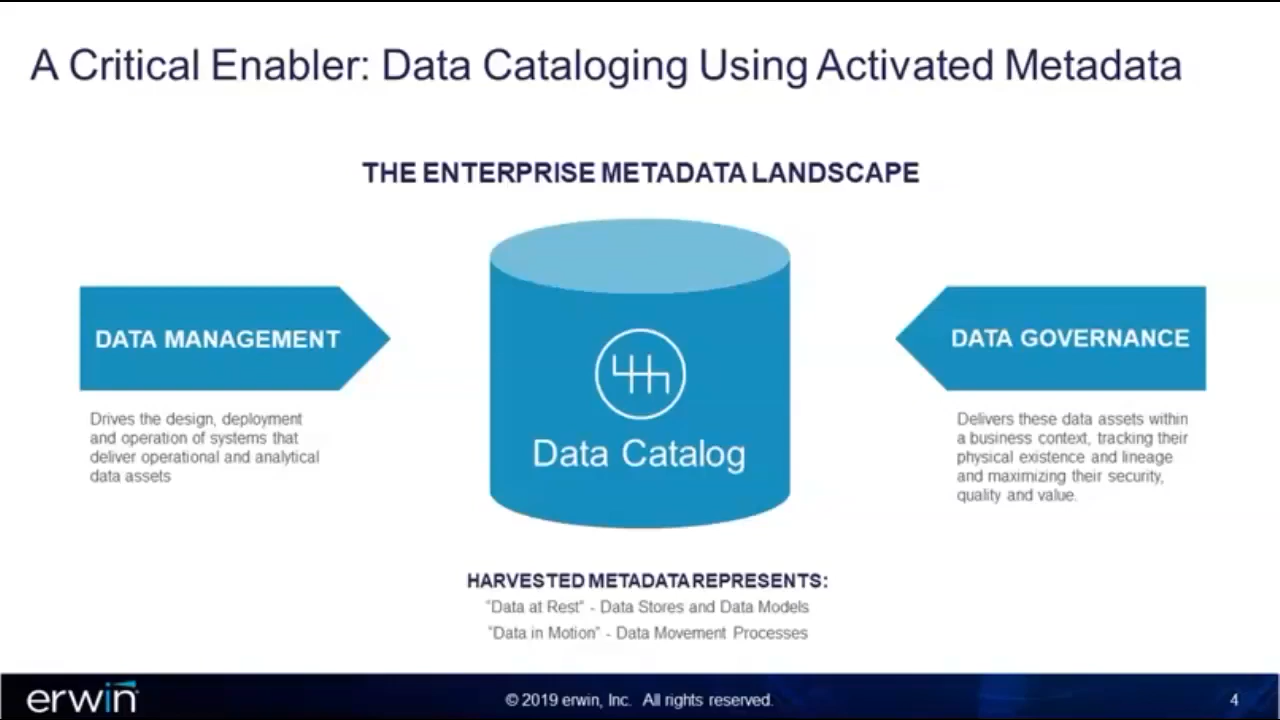 A Critical Enabler: Data Cataloging Using Activated Metadata
THE ENTERPRISE METADATA LANDSCAPE
DATA MANAGEMENT
Drives the design, deployment
and operation of systems that
deliver operational and analytical
data assets
Data Catalog
DATA GOVERNANCE
Delivers these data assets within
a business context, tracking their
physical existence and lineage
and maximizing their security,
quality and value.
HARVESTED METADATA REPRESENTS:
"Data at Rest" - Data Stores and Data Models
"Data in Motion" - Data Movement Processes
erwin
© 2019 erwin, Inc. All rights reserved.
4